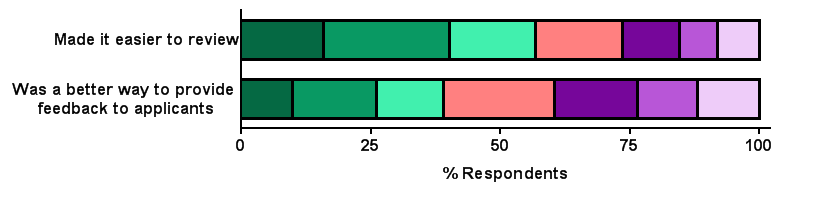 Made it easier to review
Was a better way to provide
feedback to applicants
0 25 50 75 100
% Respondents